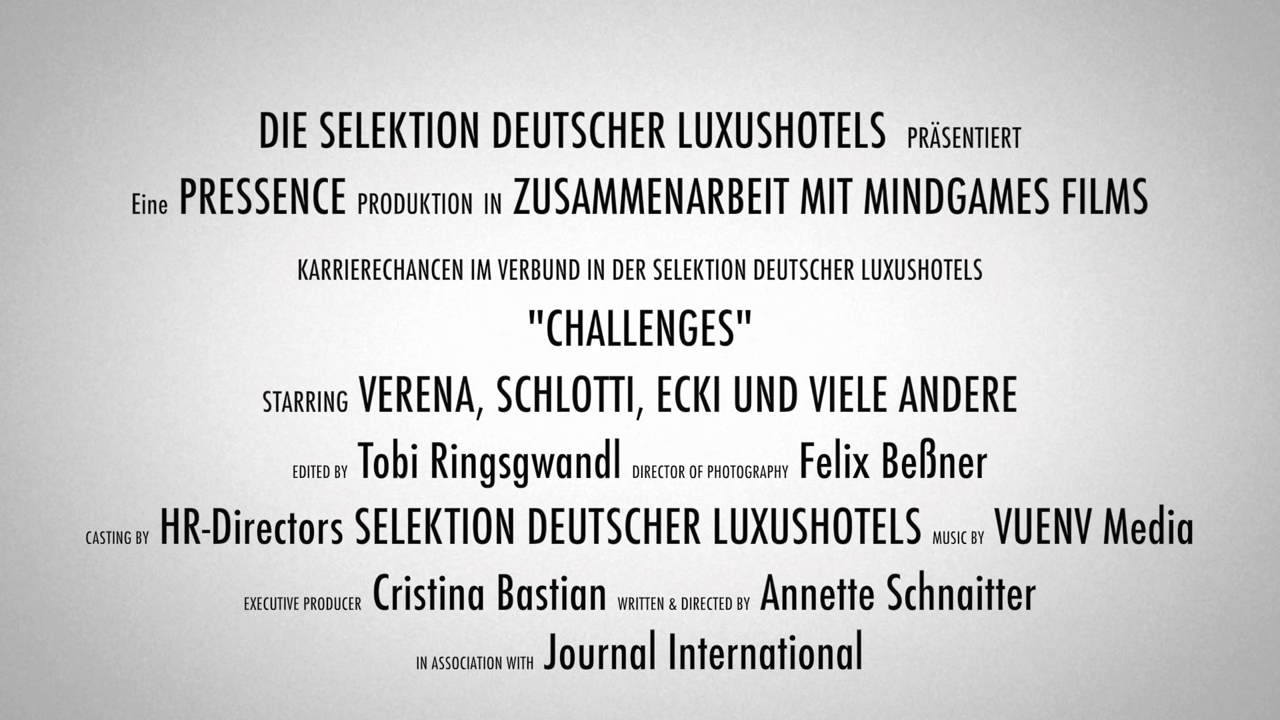 DIE SELEKTION DEUTSCHER LUXUSHOTELS PRÄSENTIERT
Eine PRESSENCE PRODUKTION IN ZUSAMMENARBEIT MIT MINDGAMES FILMS
KARRIERECHANCEN IM VERBUND IN DER SELEKTION DEUTSCHER LUXUSHOTELS
"CHALLENGES"
STARRING VERENA, SCHLOTTI, ECKI UND VIELE ANDERE
EDITED BY Tobi Ringsgwandl DIRECTOR OF PHOTOGRAPHY Felix Beßner
CASTING BY HR-Directors SELEKTION DEUTSCHER LUXUSHOTELS MUSIC BY VUENV Media
EXECUTIVE PRODUCER Cristina Bastian WRITTEN & DIRECTED BY Annette Schnaitter
IN ASSOCIATION WITH Journal International